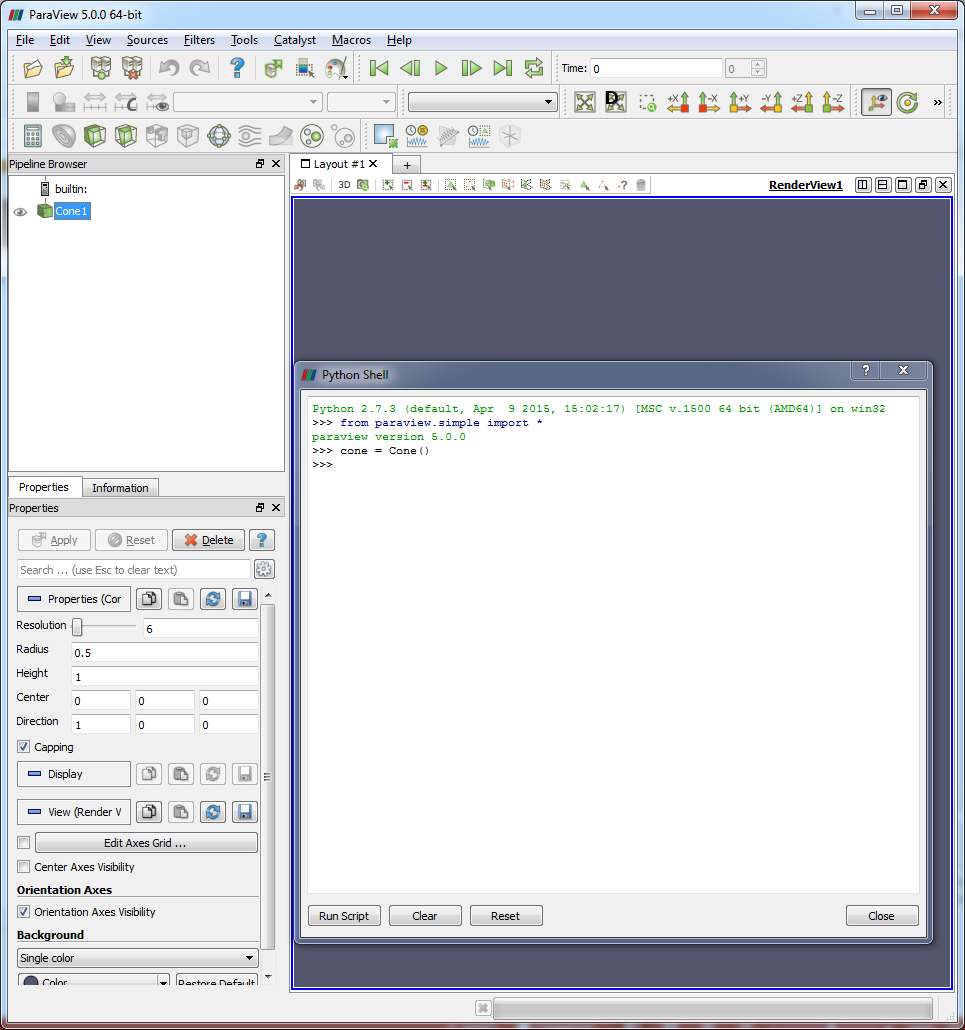 ParaView 5.0.0 64-bit
File Edit View Sources Filters Tools Catalyst Macros Help
Time: 0 0
D +X -X +Y -Y +Z -Z »
Pipeline Browser
Layout #1 +
builtin:
3D RenderView1
Cone1
Python Shell
Python 2.7.3 (default, Apr  9 2015, 15:02:17) [MSC v.1500 64 bit (AMD64)] on win32
>>> from paraview.simple import *
paraview version 5.0.0
>>> cone = Cone()
>>>
Properties Information
Properties
Apply Reset Delete ?
Search ... (use Esc to clear text)
Properties (Cor
Resolution 6
Radius 0.5
Height 1
Center 0 0 0
Direction 1 0 0
Capping
Display
View (Render V
Edit Axes Grid ...
Center Axes Visibility
Orientation Axes
Orientation Axes Visibility
Background
Single color
Color Restore Default
Run Script Clear Reset Close